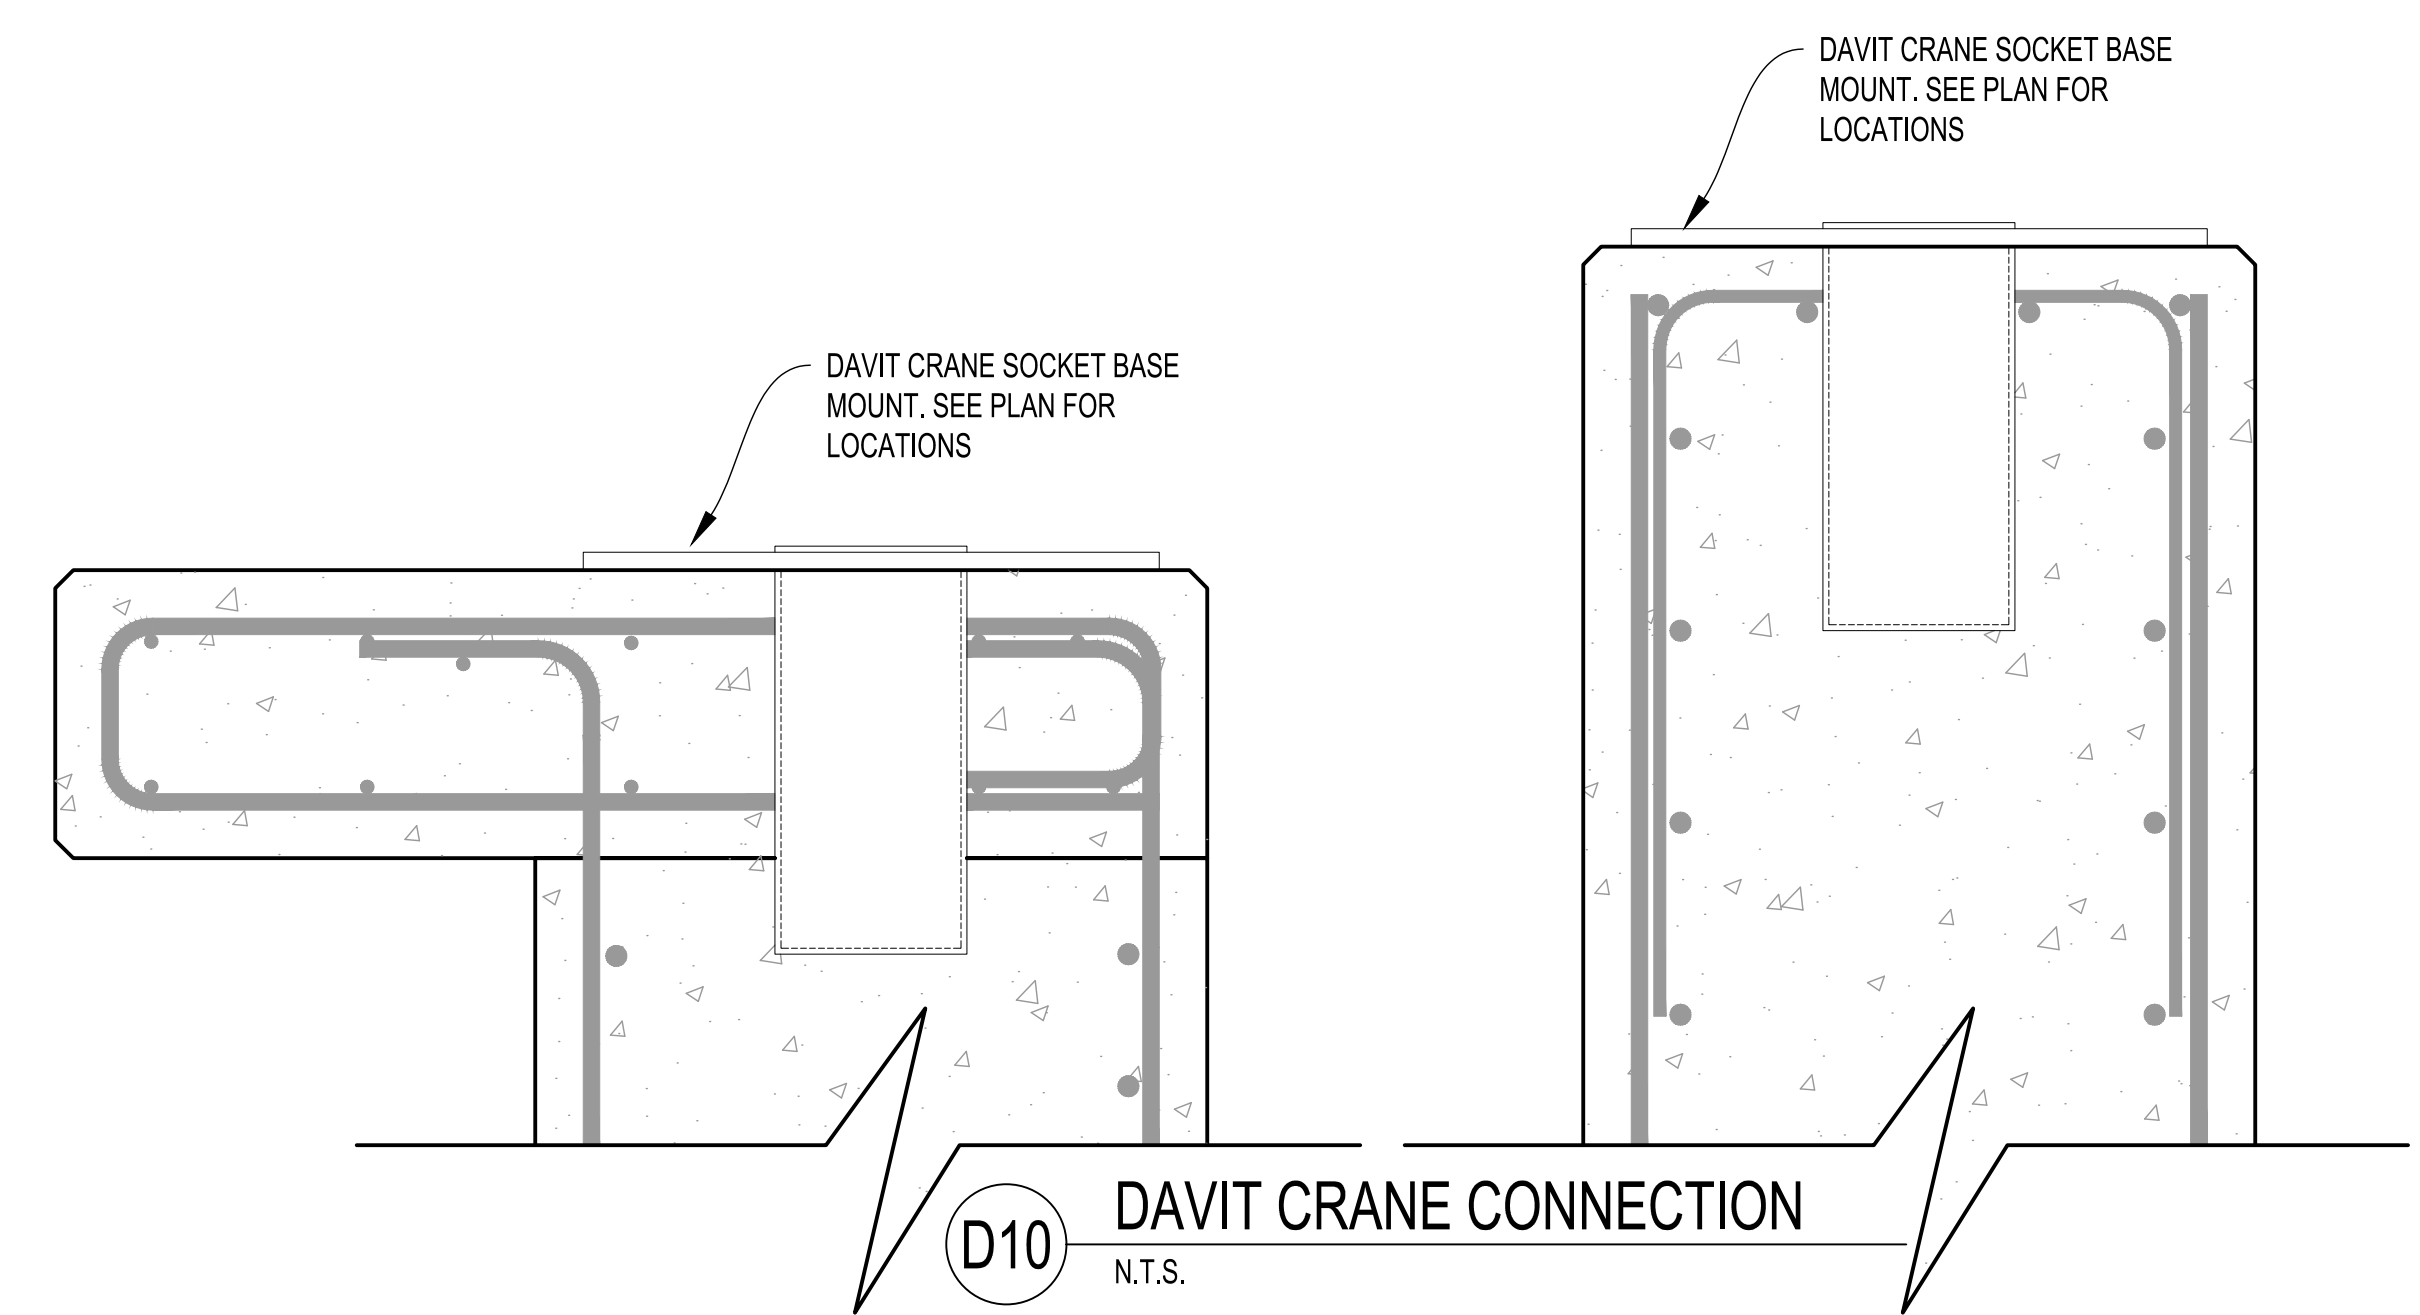 DAVIT CRANE SOCKET BASE
MOUNT. SEE PLAN FOR
LOCATIONS
DAVIT CRANE SOCKET BASE
MOUNT. SEE PLAN FOR
LOCATIONS
D10
DAVIT CRANE CONNECTION
N.T.S.